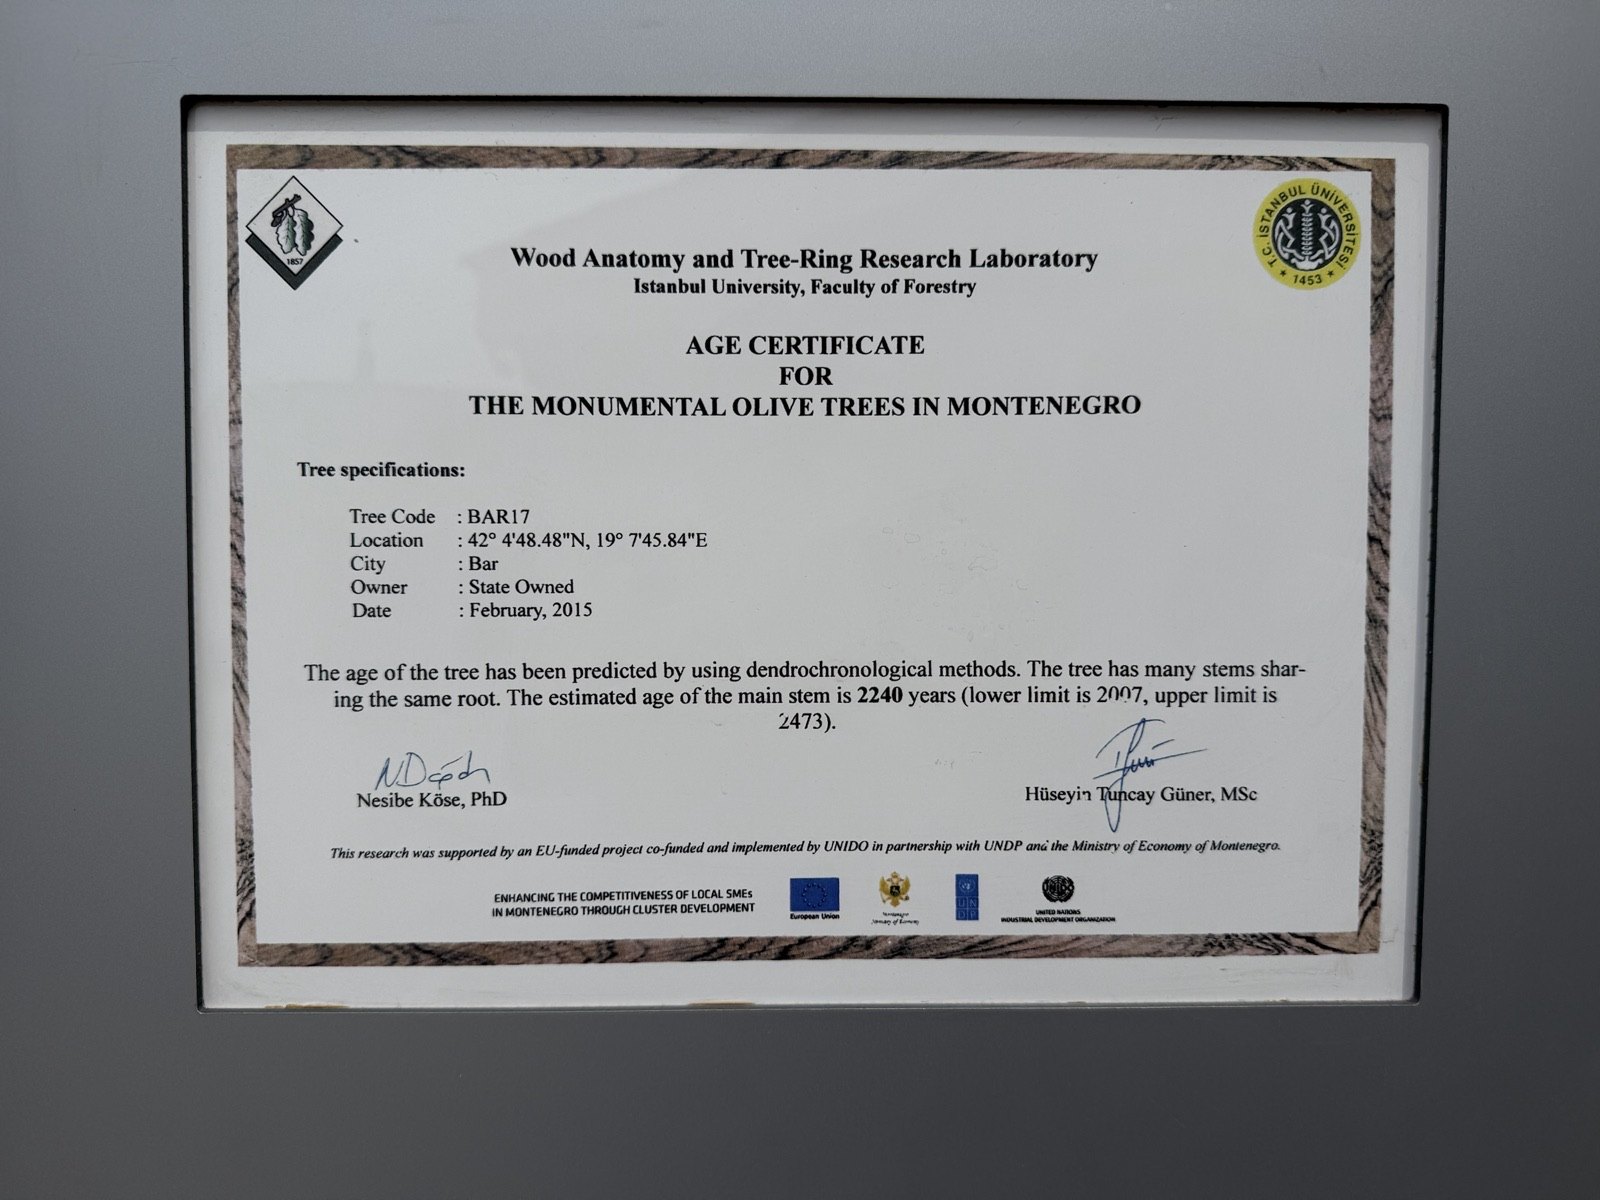 1857
T.C. İSTANBUL ÜNİVERSİTESİ
★ 1453 ★
Wood Anatomy and Tree-Ring Research Laboratory
Istanbul University, Faculty of Forestry
AGE CERTIFICATE
FOR
THE MONUMENTAL OLIVE TREES IN MONTENEGRO
Tree specifications:
Tree Code : BAR17
Location : 42° 4'48.48"N, 19° 7'45.84"E
City : Bar
Owner : State Owned
Date : February, 2015
The age of the tree has been predicted by using dendrochronological methods. The tree has many stems shar-
ing the same root. The estimated age of the main stem is 2240 years (lower limit is 2007, upper limit is
2473).
Nesibe Köse, PhD
Hüseyin Tuncay Güner, MSc
This research was supported by an EU-funded project co-funded and implemented by UNIDO in partnership with UNDP and the Ministry of Economy of Montenegro.
ENHANCING THE COMPETITIVENESS OF LOCAL SMEs
IN MONTENEGRO THROUGH CLUSTER DEVELOPMENT
European Union
Montenegro
Ministry of Economy
U N
D P
UNITED NATIONS
INDUSTRIAL DEVELOPMENT ORGANIZATION